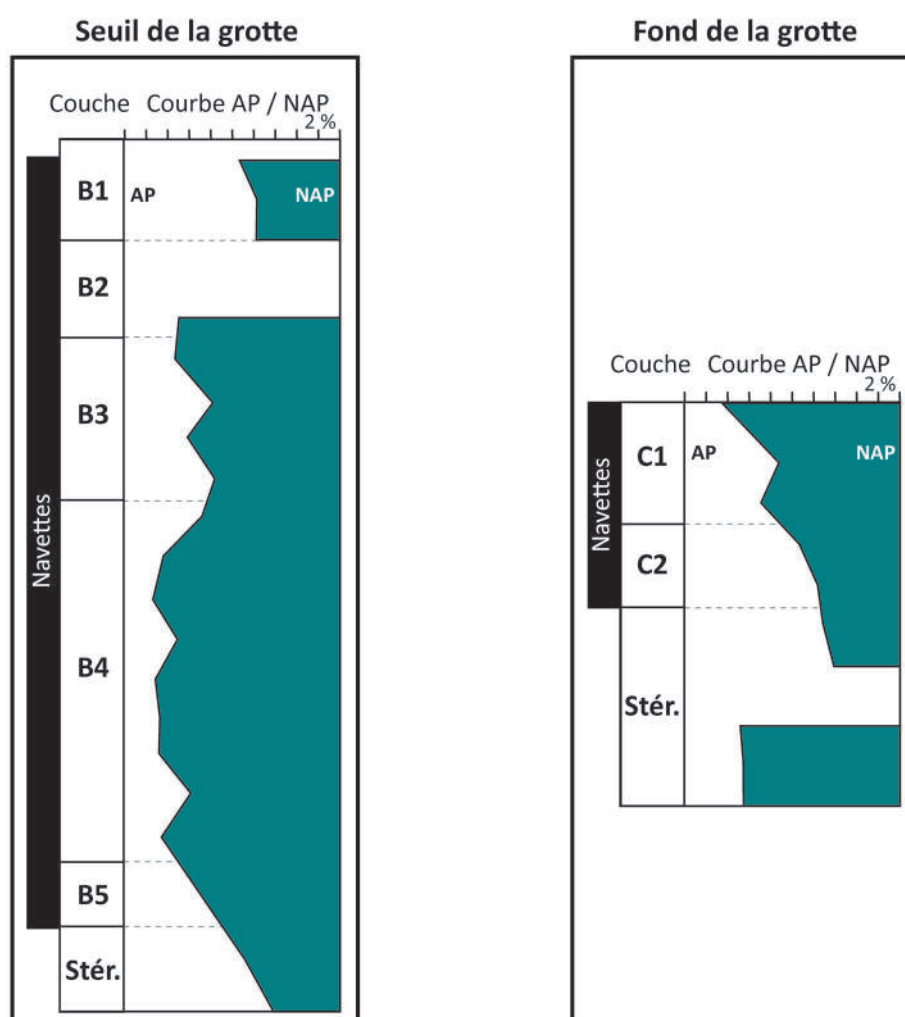 Seuil de la grotte
Couche Courbe AP / NAP
2 %
B1
AP
NAP
B2
B3
Navettes
B4
B5
Stér.
Fond de la grotte
Couche Courbe AP / NAP
2 %
C1
AP
NAP
Navettes
C2
Stér.